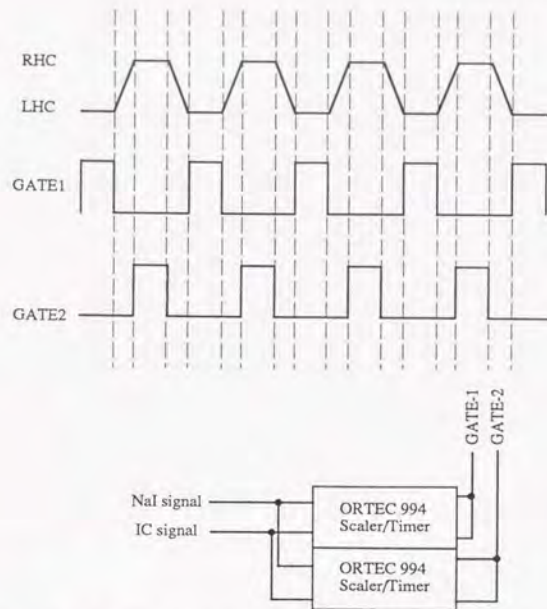 RHC
LHC
GATE1
GATE2
GATE-1
GATE-2
NaI signal
IC signal
ORTEC 994
Scaler/Timer
ORTEC 994
Scaler/Timer